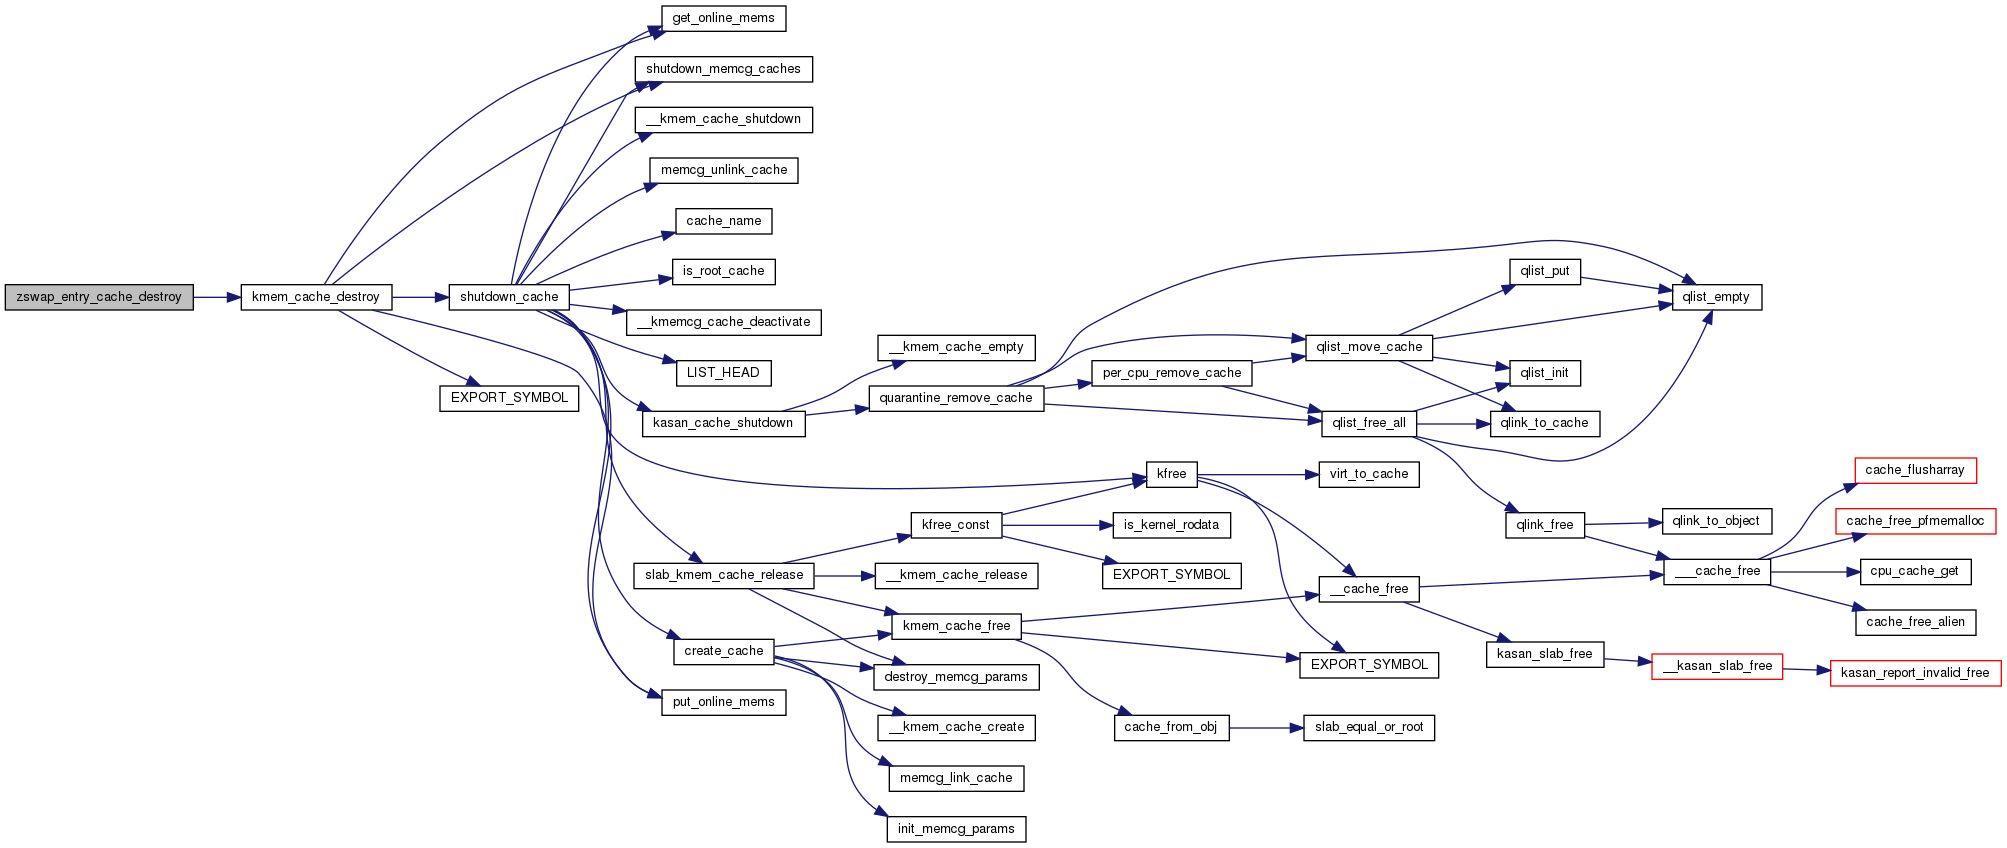 get_online_mems
shutdown_memcg_caches
__kmem_cache_shutdown
memcg_unlink_cache
cache_name
is_root_cache
qlist_put
zswap_entry_cache_destroy
kmem_cache_destroy
shutdown_cache
qlist_empty
__kmemcg_cache_deactivate
__kmem_cache_empty
qlist_move_cache
LIST_HEAD
per_cpu_remove_cache
qlist_init
EXPORT_SYMBOL
quarantine_remove_cache
kasan_cache_shutdown
qlist_free_all
qlink_to_cache
kfree
virt_to_cache
cache_flusharray
kfree_const
is_kernel_rodata
qlink_free
qlink_to_object
cache_free_pfmemalloc
slab_kmem_cache_release
__kmem_cache_release
EXPORT_SYMBOL
___cache_free
cpu_cache_get
__cache_free
kmem_cache_free
cache_free_alien
create_cache
kasan_slab_free
destroy_memcg_params
EXPORT_SYMBOL
__kasan_slab_free
kasan_report_invalid_free
put_online_mems
__kmem_cache_create
cache_from_obj
slab_equal_or_root
memcg_link_cache
init_memcg_params